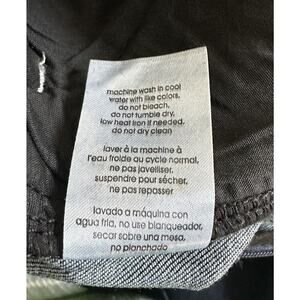 machine wash in cool
water with like colors,
do not bleach,
do not tumble dry,
low heat iron if needed,
do not dry clean
laver à la machine à
l'eau froide au cycle normal,
ne pas javelliser,
suspendre pour sécher,
ne pas repasser
lavado a máquina con
agua fría, no use blanqueador,
secar sobre una mesa,
no planchado